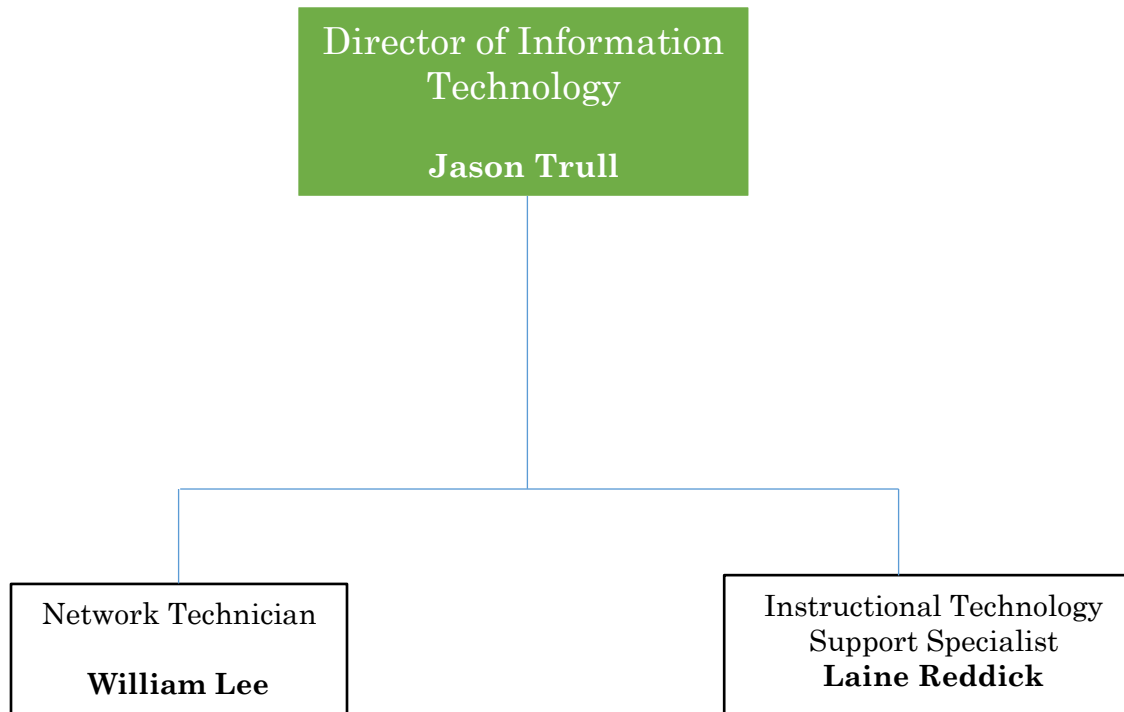 Director of Information
Technology
Jason Trull
Network Technician
William Lee
Instructional Technology
Support Specialist
Laine Reddick